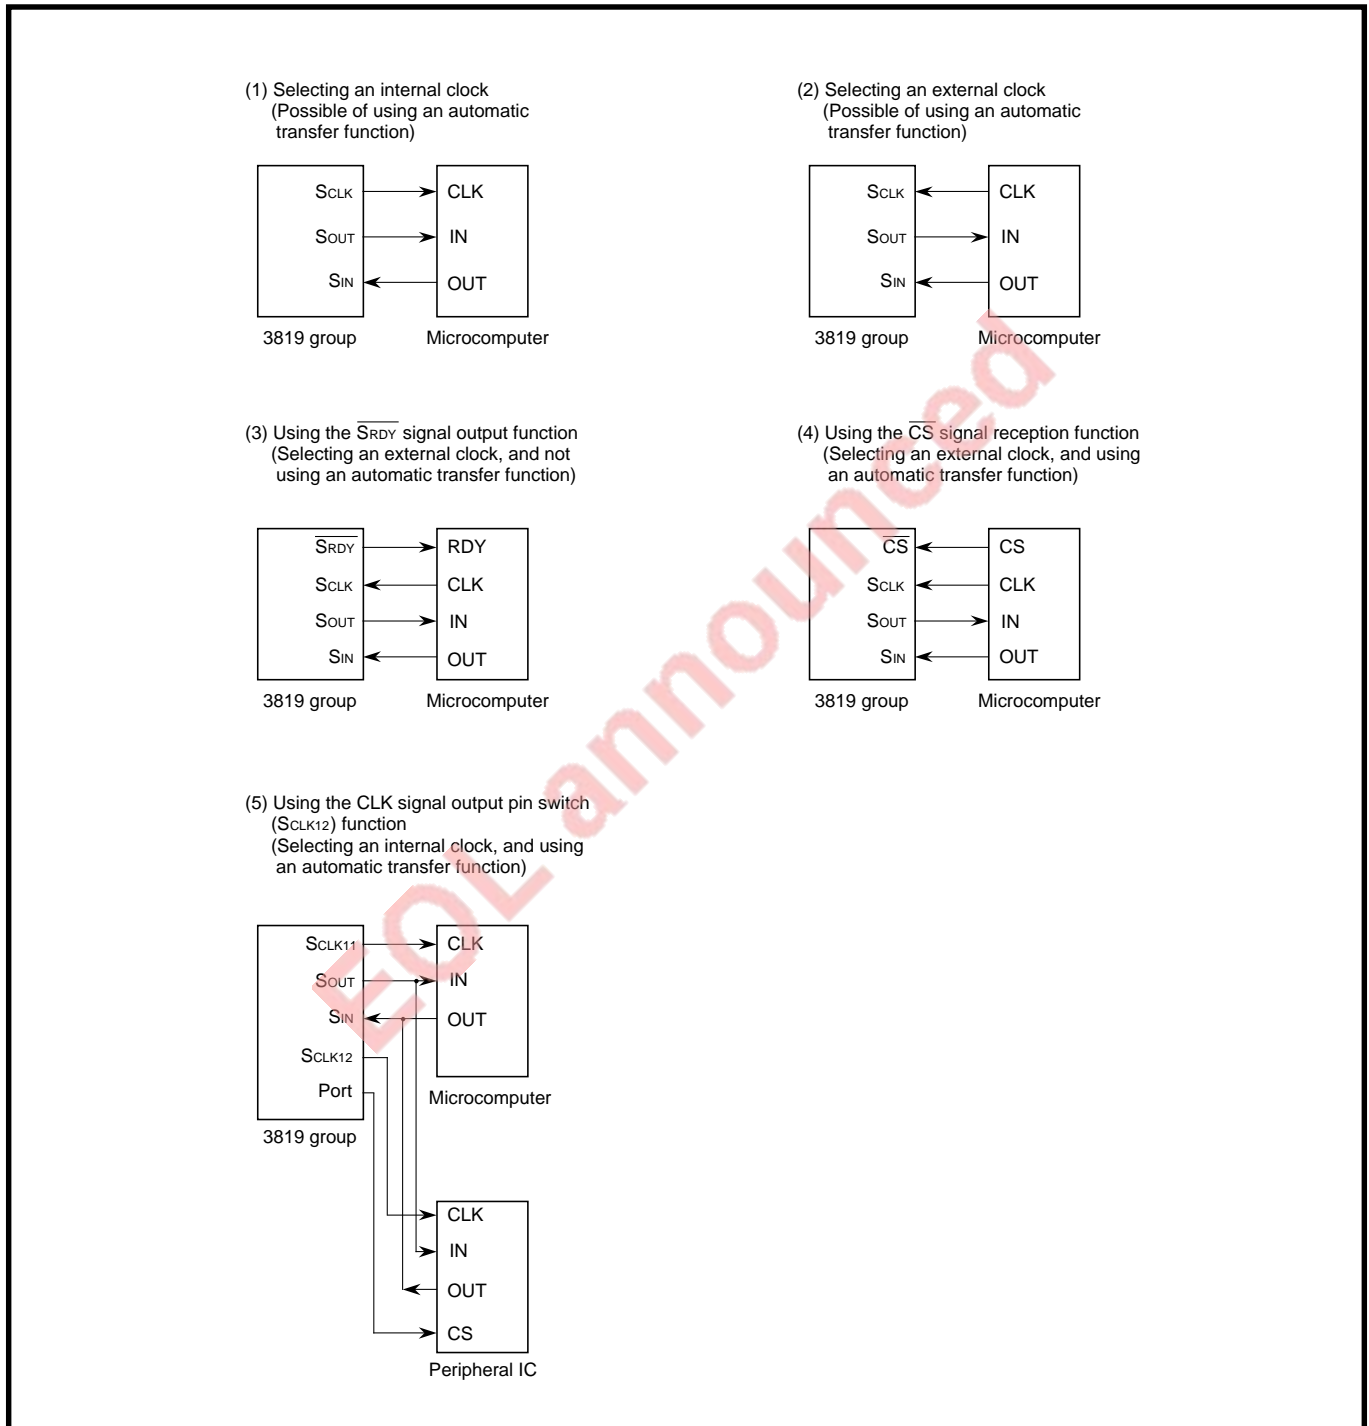 (1) Selecting an internal clock
(Possible of using an automatic
transfer function)
SCLK
SOUT
SIN
CLK
IN
OUT
3819 group
Microcomputer
(2) Selecting an external clock
(Possible of using an automatic
transfer function)
SCLK
SOUT
SIN
CLK
IN
OUT
3819 group
Microcomputer
(3) Using the SRDY signal output function
(Selecting an external clock, and not
using an automatic transfer function)
SRDY
SCLK
SOUT
SIN
RDY
CLK
IN
OUT
3819 group
Microcomputer
(4) Using the CS signal reception function
(Selecting an external clock, and using
an automatic transfer function)
CS
SCLK
SOUT
SIN
CS
CLK
IN
OUT
3819 group
Microcomputer
(5) Using the CLK signal output pin switch
(SCLK12) function
(Selecting an internal clock, and using
an automatic transfer function)
SCLK11
SOUT
SIN
SCLK12
Port
3819 group
CLK
IN
OUT
Microcomputer
CLK
IN
OUT
CS
Peripheral IC
EOL announced